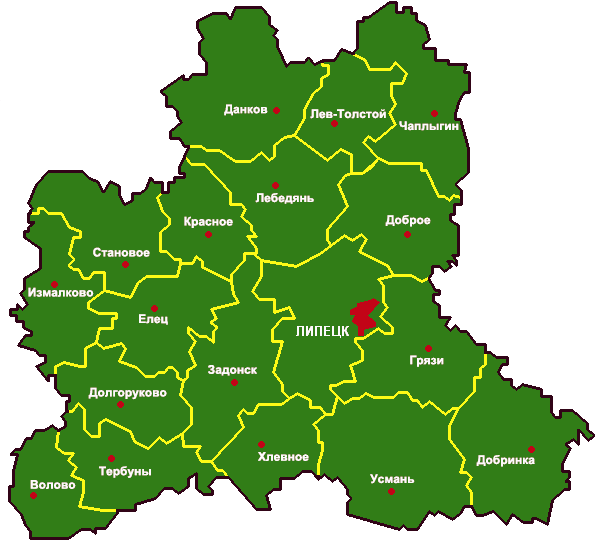 Данков
Лев-Толстой
Чаплыгин
Лебедянь
Красное
Доброе
Становое
Измалково
Елец
ЛИПЕЦК
Грязи
Задонск
Долгоруково
Хлевное
Добринка
Тербуны
Усмань
Волово